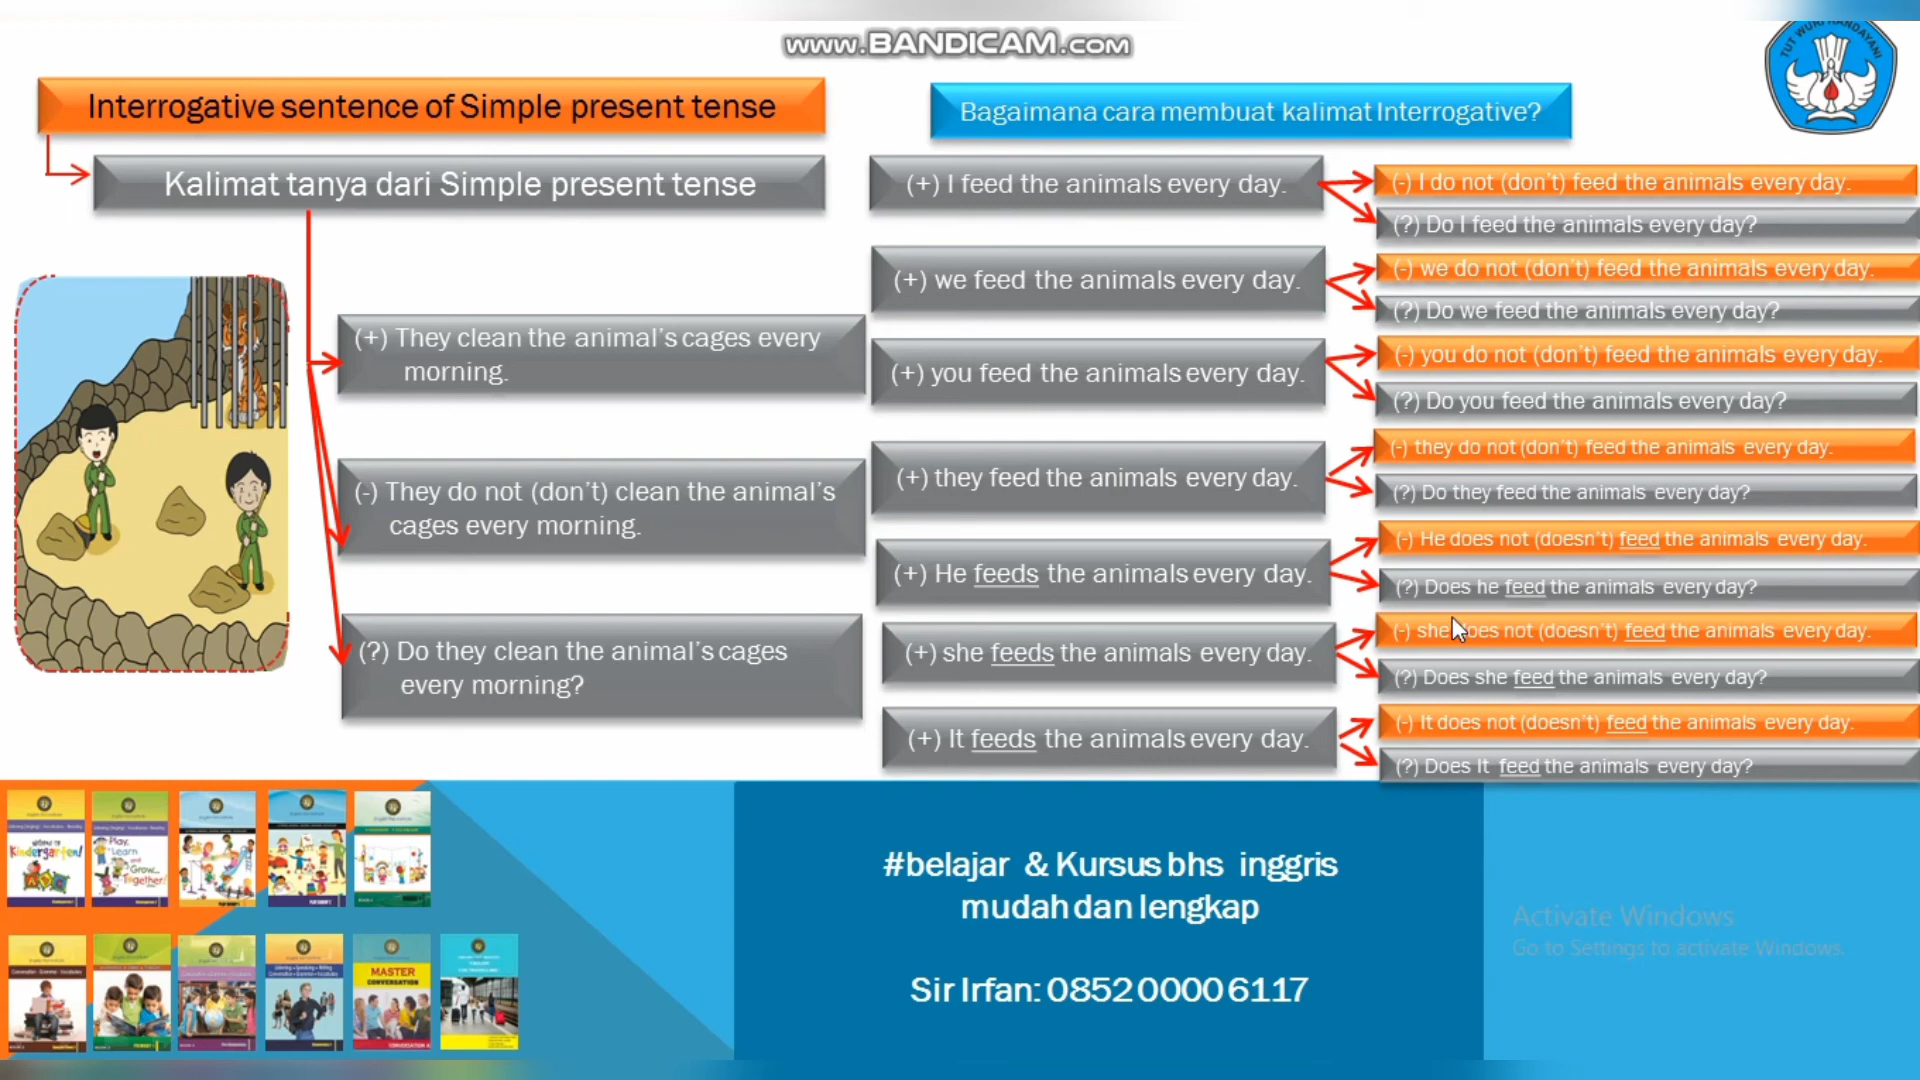 www.BANDICAM.com
TUT WURI HANDAYANI
Interrogative sentence of Simple present tense
Kalimat tanya dari Simple present tense
(+) They clean the animal's cages every
morning.
(-) They do not (don't) clean the animal's
cages every morning.
(?) Do they clean the animal's cages
every morning?
Bagaimana cara membuat kalimat Interrogative?
(+) I feed the animals every day.
(-) I do not (don't) feed the animals every day.
(?) Do I feed the animals every day?
(+) we feed the animals every day.
(-) we do not (don't) feed the animals every day.
(?) Do we feed the animals every day?
(+) you feed the animals every day.
(-) you do not (don't) feed the animals every day.
(?) Do you feed the animals every day?
(+) they feed the animals every day.
(-) they do not (don't) feed the animals every day.
(?) Do they feed the animals every day?
(+) He feeds the animals every day.
(-) He does not (doesn't) feed the animals every day.
(?) Does he feed the animals every day?
(+) she feeds the animals every day.
(-) she does not (doesn't) feed the animals every day.
(?) Does she feed the animals every day?
(+) It feeds the animals every day.
(-) It does not (doesn't) feed the animals every day.
(?) Does It feed the animals every day?
Kindergarten!
ABC
Play,
Learn
and
Grow...
Together!
MASTER
CONVERSATION
#belajar & Kursus bhs inggris
mudah dan lengkap
Sir Irfan: 0852 0000 6117
Activate Windows
Go to Settings to activate Windows.